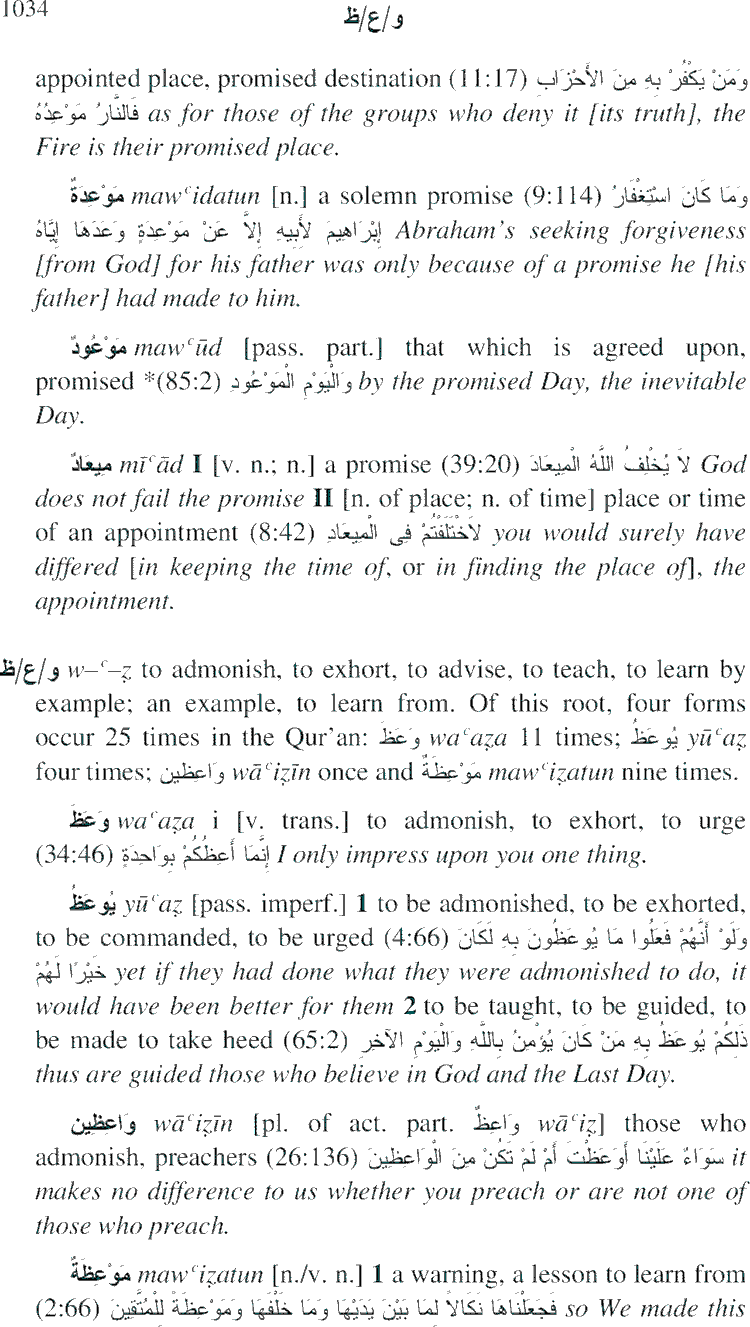 1034
و/ع/ظ
appointed place, promised destination (11:17) وَمَنْ يَكْفُرْ بِهِ مِنَ الأَحْزَابِ
فَالنَّارُ مَوْعِدُهُ as for those of the groups who deny it [its truth], the
Fire is their promised place.
مَوْعِدَةٌ mawʿidatun [n.] a solemn promise (9:114) وَمَا كَانَ اسْتِغْفَارُ
إِبْرَاهِيمَ لأَبِيهِ إِلاَّ عَنْ مَوْعِدَةٍ وَعَدَهَا إِيَّاهُ Abraham's seeking forgiveness
[from God] for his father was only because of a promise he [his
father] had made to him.
مَوْعُودٌ mawʿūd [pass. part.] that which is agreed upon,
promised *(85:2) وَالْيَوْمِ الْمَوْعُودِ by the promised Day, the inevitable
Day.
مِيعَادٌ mīʿād I [v. n.; n.] a promise (39:20) لاَ يُخْلِفُ اللَّهُ الْمِيعَادَ God
does not fail the promise II [n. of place; n. of time] place or time
of an appointment (8:42) لاَخْتَلَفْتُمْ فِى الْمِيعَادِ you would surely have
differed [in keeping the time of, or in finding the place of], the
appointment.
و/ع/ظ w–ʿ–ẓ to admonish, to exhort, to advise, to teach, to learn by
example; an example, to learn from. Of this root, four forms
occur 25 times in the Qur'an: وَعَظَ waʿaẓa 11 times; يُوعَظُ yūʿaẓ
four times; وَاعِظِين wāʿiẓīn once and مَوْعِظَةٌ mawʿiẓatun nine times.
وَعَظَ waʿaẓa i [v. trans.] to admonish, to exhort, to urge
(34:46) إِنَّمَا أَعِظُكُمْ بِوَاحِدَةٍ I only impress upon you one thing.
يُوعَظُ yūʿaẓ [pass. imperf.] 1 to be admonished, to be exhorted,
to be commanded, to be urged (4:66) وَلَوْ أَنَّهُمْ فَعَلُوا مَا يُوعَظُونَ بِهِ لَكَانَ
خَيْرًا لَهُمْ yet if they had done what they were admonished to do, it
would have been better for them 2 to be taught, to be guided, to
be made to take heed (65:2) ذَلِكُمْ يُوعَظُ بِهِ مَنْ كَانَ يُؤْمِنُ بِاللَّهِ وَالْيَوْمِ الآخِرِ
thus are guided those who believe in God and the Last Day.
وَاعِظِين wāʿiẓīn [pl. of act. part. وَاعِظٌ wāʿiẓ] those who
admonish, preachers (26:136) سَوَاءٌ عَلَيْنَا أَوَعَظْتَ أَمْ لَمْ تَكُنْ مِنَ الْوَاعِظِينَ it
makes no difference to us whether you preach or are not one of
those who preach.
مَوْعِظَةٌ mawʿiẓatun [n./v. n.] 1 a warning, a lesson to learn from
(2:66) فَجَعَلْنَاهَا نَكَالاً لِمَا بَيْنَ يَدَيْهَا وَمَا خَلْفَهَا وَمَوْعِظَةً لِلْمُتَّقِينَ so We made this